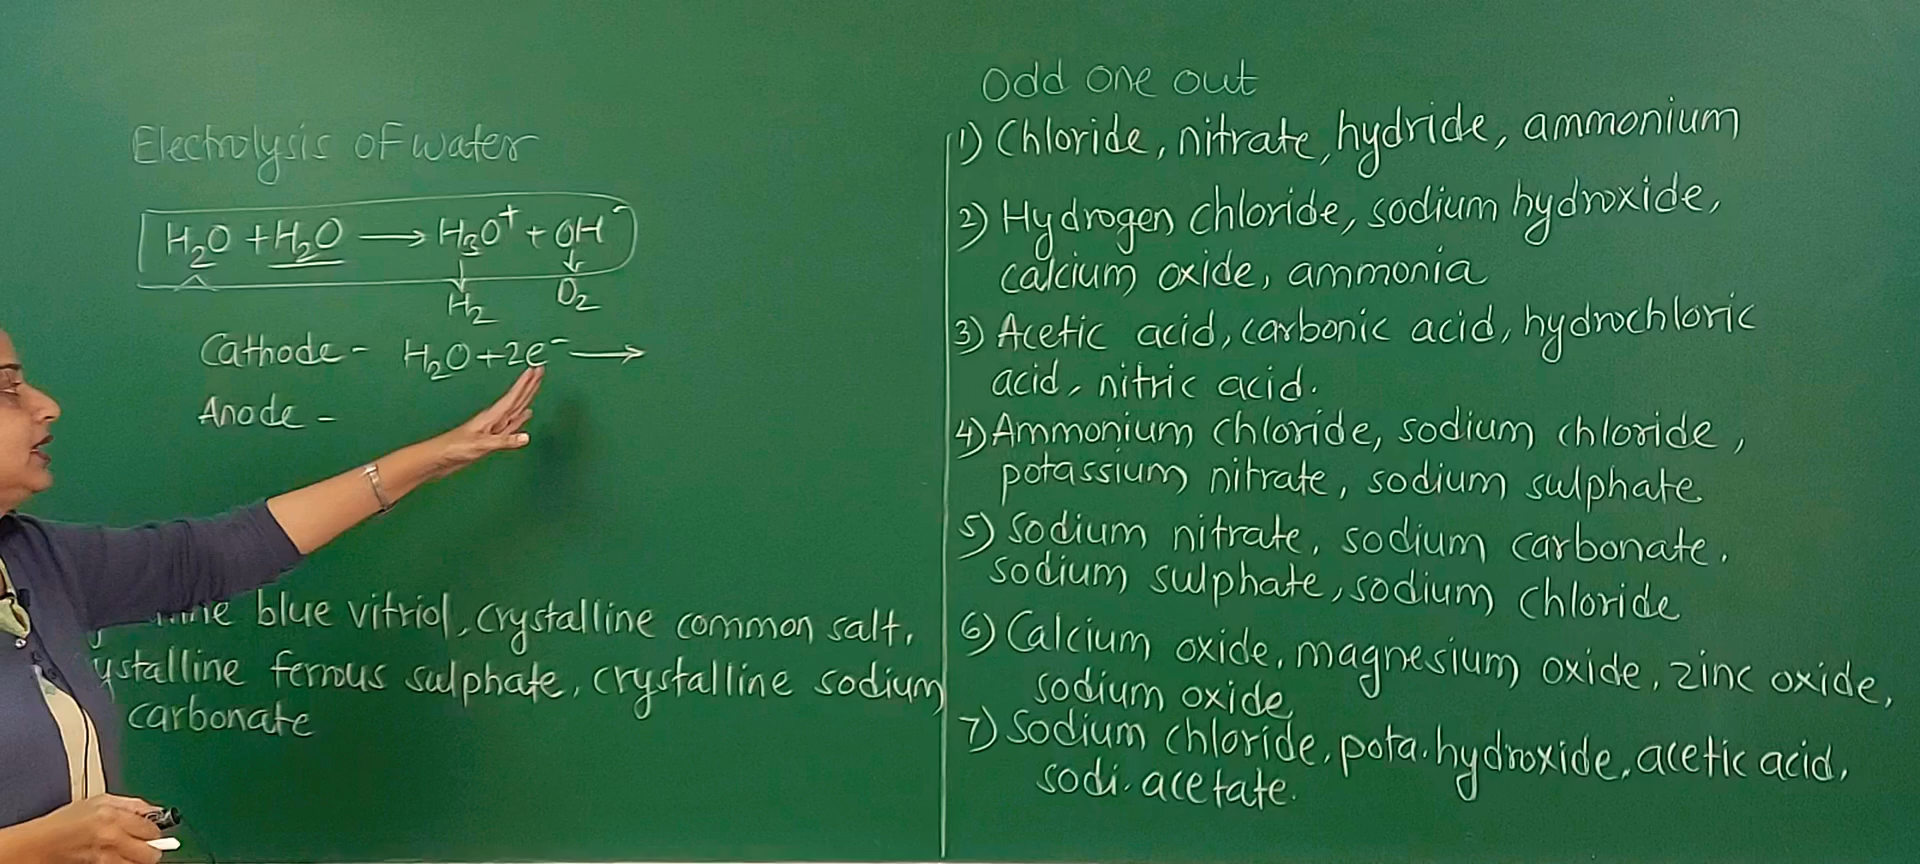 Electrolysis of water
H₂O + H₂O ⟶ H₃O⁺ + OH⁻
H₂ O₂
Cathode - H₂O + 2e⁻ ⟶
Anode -
blue vitriol, crystalline common salt,
ferrous sulphate, crystalline sodium
carbonate
Odd one out
1) Chloride, nitrate, hydride, ammonium
2) Hydrogen chloride, sodium hydroxide,
calcium oxide, ammonia
3) Acetic acid, carbonic acid, hydrochloric
acid, nitric acid.
4) Ammonium chloride, sodium chloride,
potassium nitrate, sodium sulphate
5) Sodium nitrate, sodium carbonate,
sodium sulphate, sodium chloride
6) Calcium oxide, magnesium oxide, zinc oxide,
sodium oxide,
7) Sodium chloride, pota. hydroxide, acetic acid,
sodi. acetate.